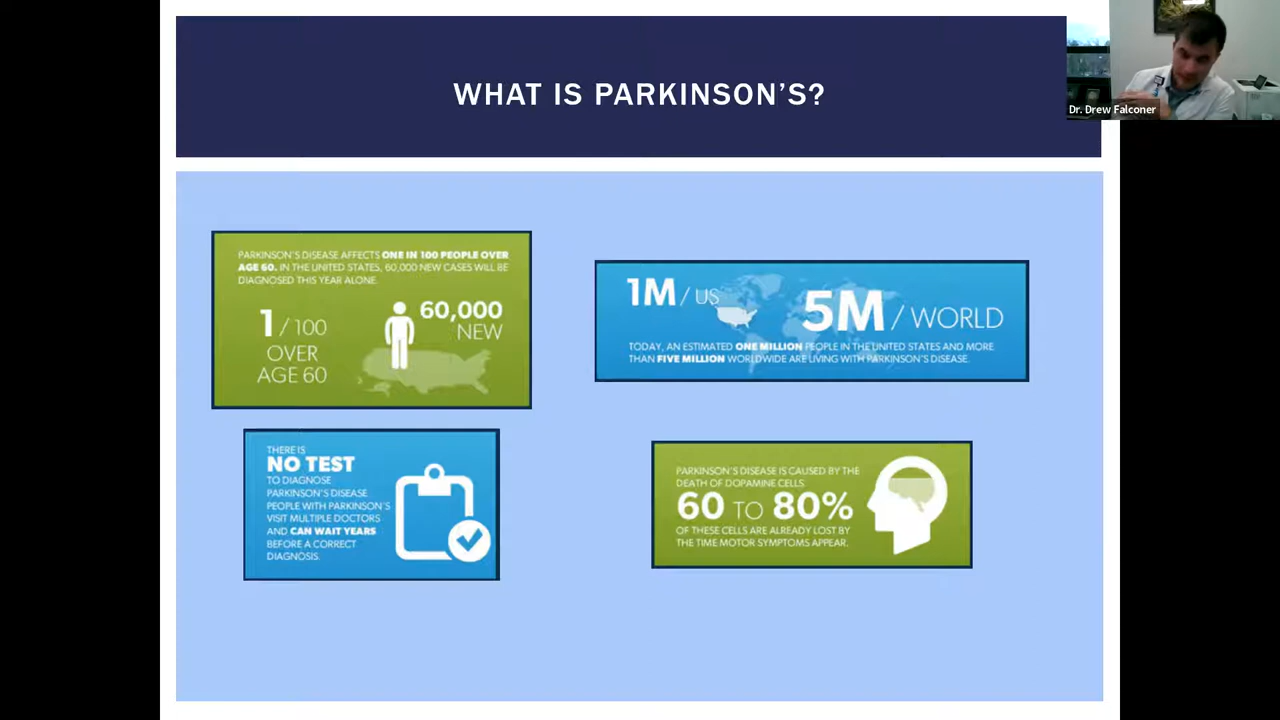 WHAT IS PARKINSON'S?
Dr. Drew Falconer
PARKINSON'S DISEASE AFFECTS ONE IN 100 PEOPLE OVER
AGE 60. IN THE UNITED STATES, 60,000 NEW CASES WILL BE
DIAGNOSED THIS YEAR ALONE.
1 / 100
OVER
AGE 60
60,000
NEW
1M / US
5M / WORLD
TODAY, AN ESTIMATED ONE MILLION PEOPLE IN THE UNITED STATES AND MORE
THAN FIVE MILLION WORLDWIDE ARE LIVING WITH PARKINSON'S DISEASE.
THERE IS
NO TEST
TO DIAGNOSE
PARKINSON'S DISEASE
PEOPLE WITH PARKINSON'S
VISIT MULTIPLE DOCTORS
AND CAN WAIT YEARS
BEFORE A CORRECT
DIAGNOSIS.
PARKINSON'S DISEASE IS CAUSED BY THE
DEATH OF DOPAMINE CELLS.
60 TO 80%
OF THESE CELLS ARE ALREADY LOST BY
THE TIME MOTOR SYMPTOMS APPEAR.